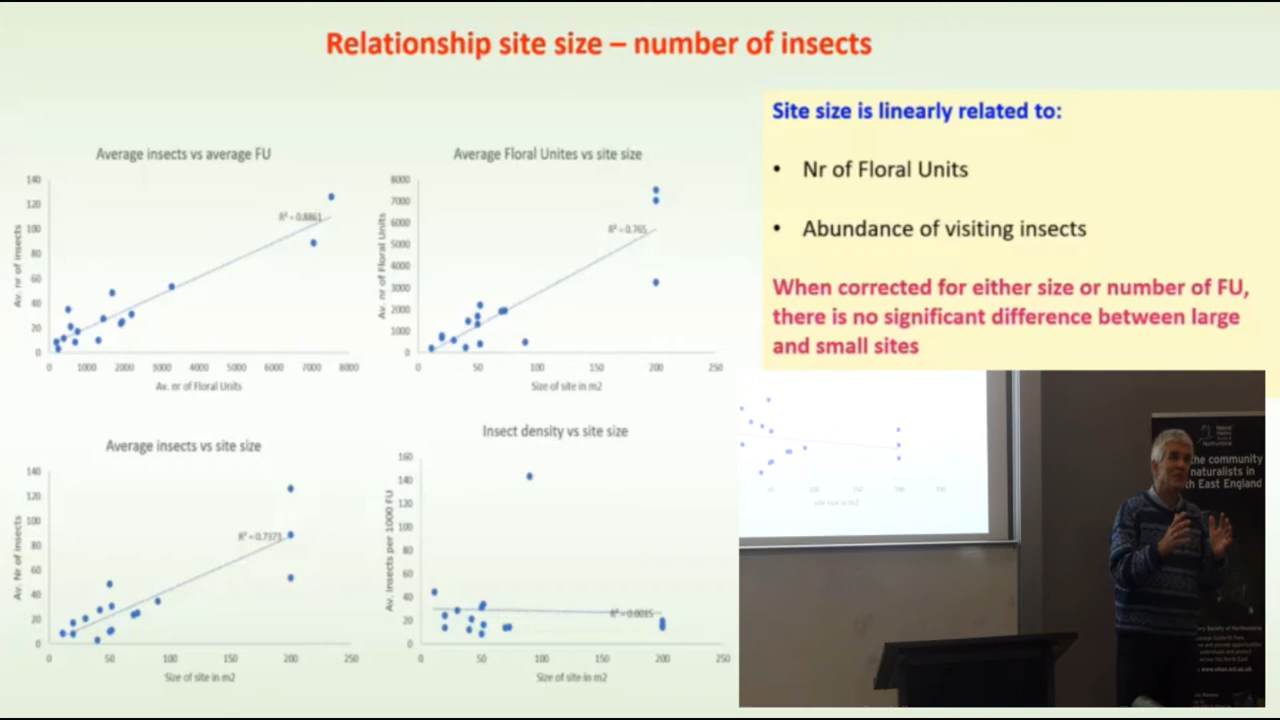 Relationship site size – number of insects
Site size is linearly related to:
• Nr of Floral Units
• Abundance of visiting insects
When corrected for either size or number of FU,
there is no significant difference between large
and small sites
Average insects vs average FU
140
120
100
80
60
40
20
0
Av. nr of insects
R² = 0.8861
0 1000 2000 3000 4000 5000 6000 7000 8000
Av. nr of Floral Units
Average Floral Unites vs site size
8000
7000
6000
5000
4000
3000
2000
1000
0
Av. nr of Floral Units
R² = 0.765
0 50 100 150 200 250
Size of site in m2
Average insects vs site size
140
120
100
80
60
40
20
0
Av. Nr of insects
R² = 0.7373
0 50 100 150 200 250
Size of site in m2
Insect density vs site size
160
140
120
100
80
60
40
20
0
Av. Insects per 1000 FU
R² = 0.0015
0 50 100 150 200 250
Size of site in m2
site size in m2
the community
naturalists in
th East England